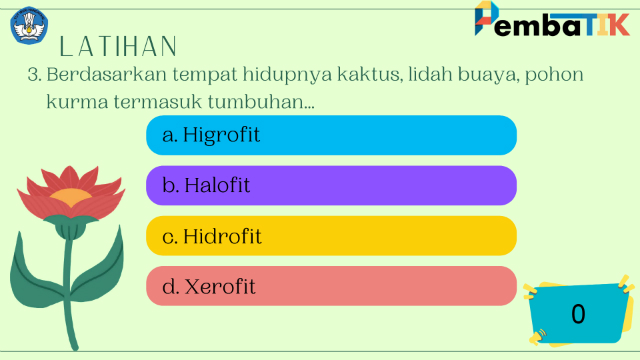 PembaTIK
LATIHAN
3. Berdasarkan tempat hidupnya kaktus, lidah buaya, pohon
kurma termasuk tumbuhan...
a. Higrofit
b. Halofit
c. Hidrofit
d. Xerofit
0